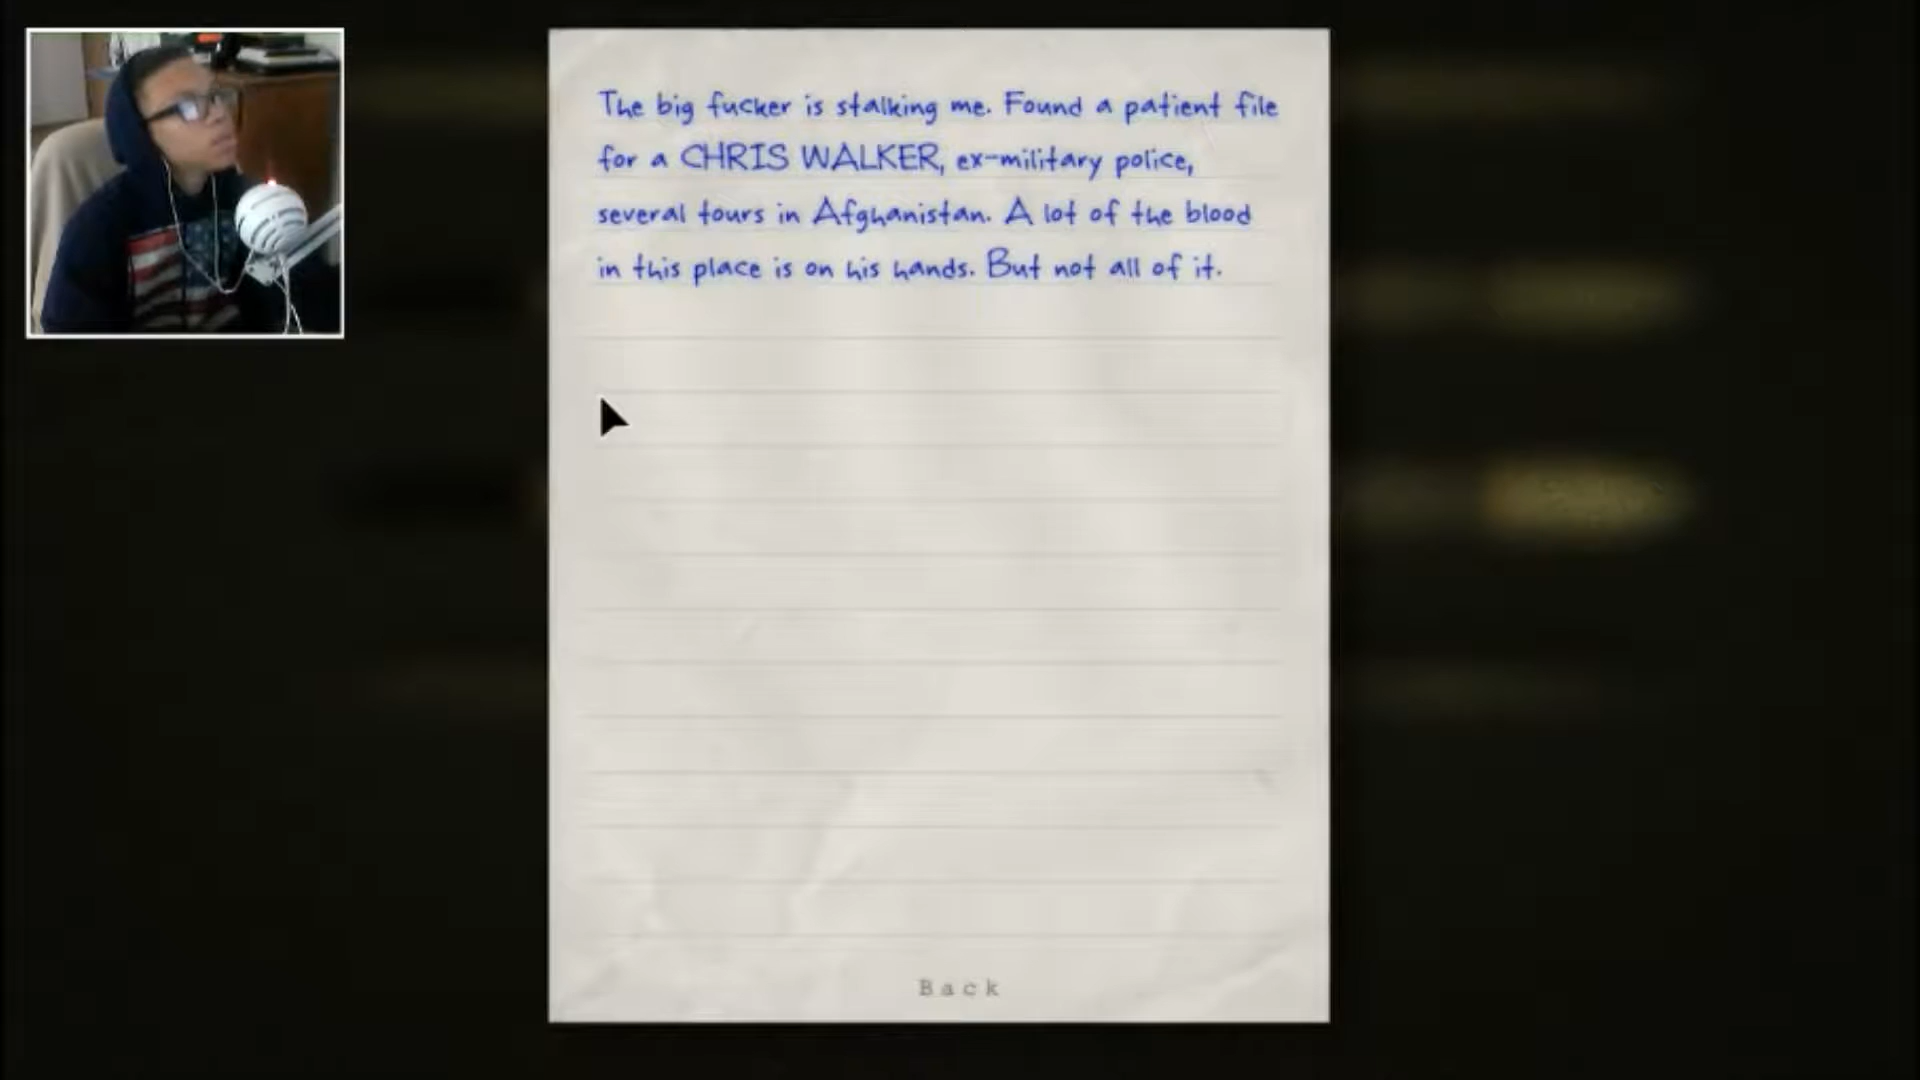 The big fucker is stalking me. Found a patient file
for a CHRIS WALKER, ex-military police,
several tours in Afghanistan. A lot of the blood
in this place is on his hands. But not all of it.
Back